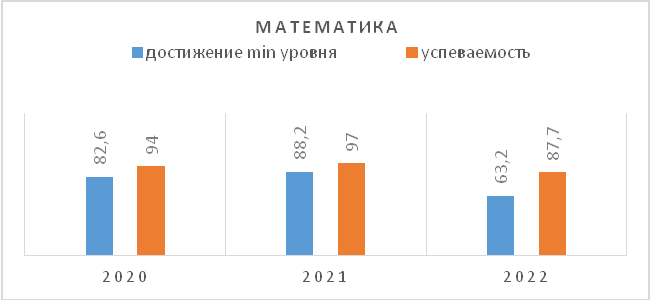 МАТЕМАТИКА
достижение min уровня успеваемость
82,6 94 88,2 97 63,2 87,7
2020 2021 2022